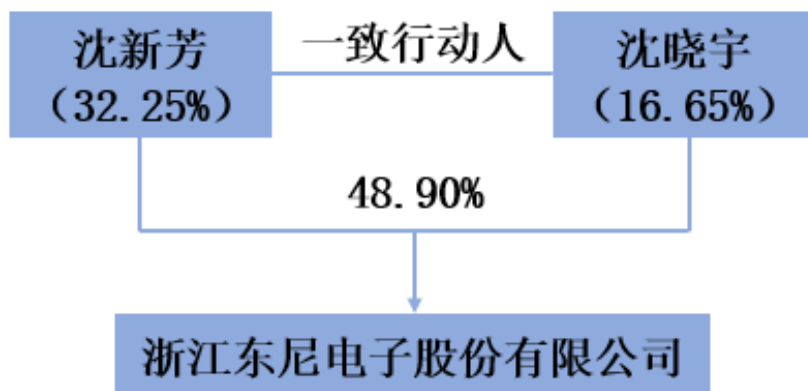 沈新芳
（32.25%）
一致行动人
沈晓宇
（16.65%）
48.90%
浙江东尼电子股份有限公司